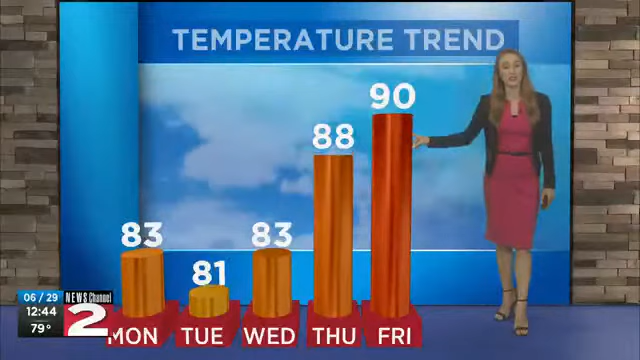 TEMPERATURE TREND
90
88
83
83
81
06 / 29
NEWS Channel
12:44
2
79°
MON TUE WED THU FRI